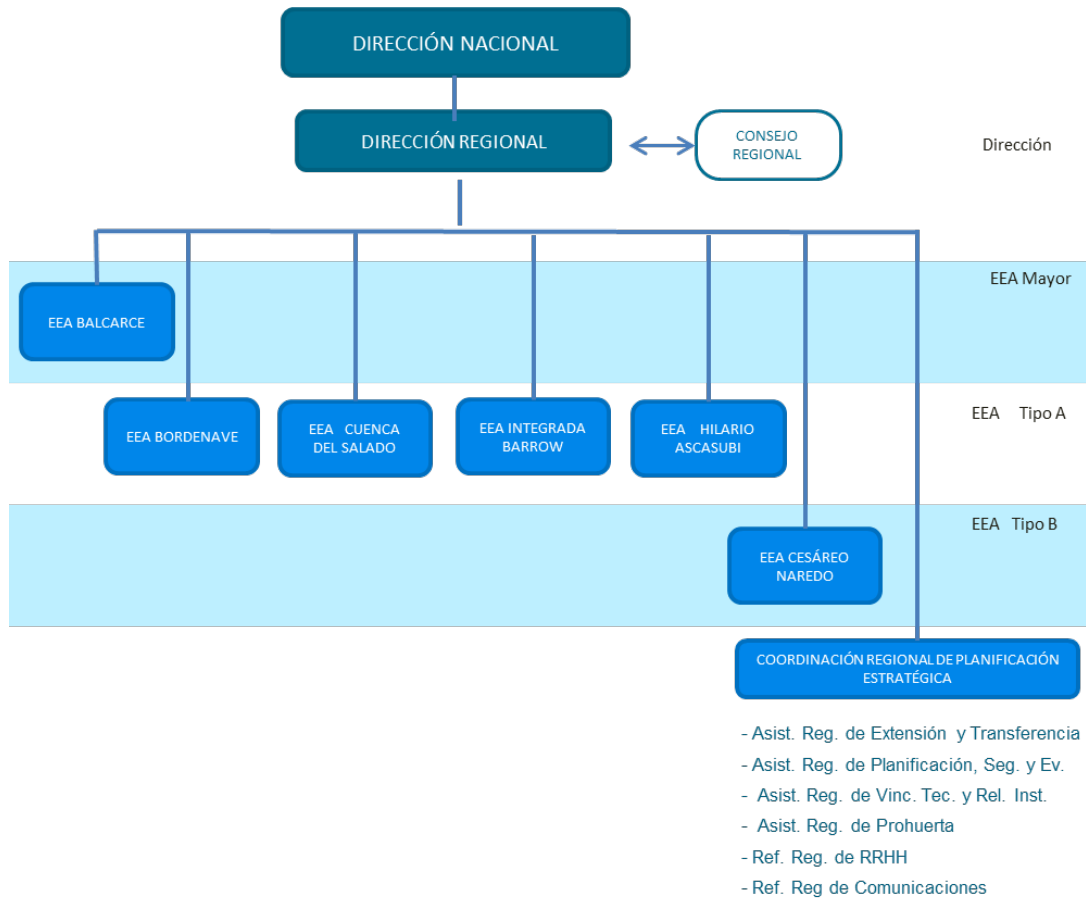 DIRECCIÓN NACIONAL
DIRECCIÓN REGIONAL
CONSEJO
REGIONAL
Dirección
EEA Mayor
EEA BALCARCE
EEA Tipo A
EEA BORDENAVE
EEA CUENCA
DEL SALADO
EEA INTEGRADA
BARROW
EEA HILARIO
ASCASUBI
EEA Tipo B
EEA CESÁREO
NAREDO
COORDINACIÓN REGIONAL DE PLANIFICACIÓN
ESTRATÉGICA
- Asist. Reg. de Extensión y Transferencia
- Asist. Reg. de Planificación, Seg. y Ev.
- Asist. Reg. de Vinc. Tec. y Rel. Inst.
- Asist. Reg. de Prohuerta
- Ref. Reg. de RRHH
- Ref. Reg de Comunicaciones